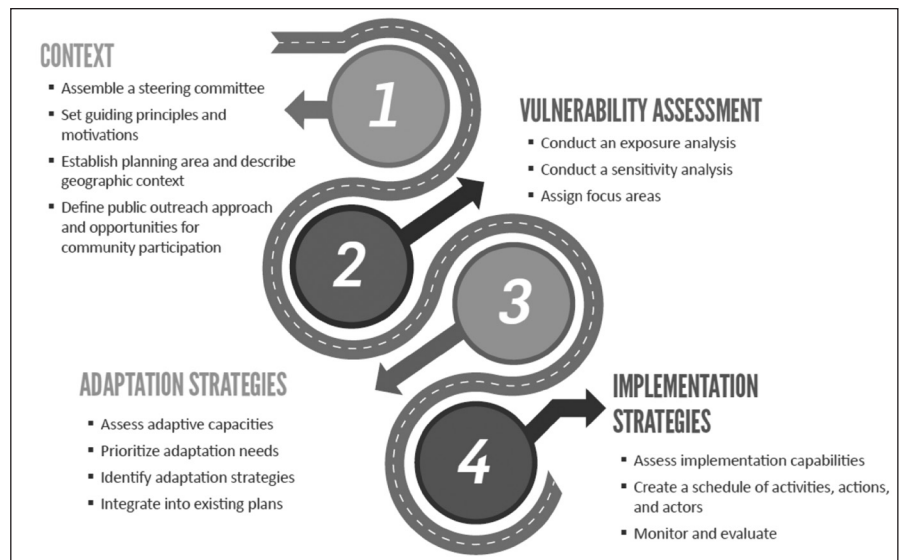 CONTEXT
▪ Assemble a steering committee
▪ Set guiding principles and
motivations
▪ Establish planning area and describe
geographic context
▪ Define public outreach approach
and opportunities for
community participation
1
VULNERABILITY ASSESSMENT
▪ Conduct an exposure analysis
▪ Conduct a sensitivity analysis
▪ Assign focus areas
2
3
ADAPTATION STRATEGIES
▪ Assess adaptive capacities
▪ Prioritize adaptation needs
▪ Identify adaptation strategies
▪ Integrate into existing plans
4
IMPLEMENTATION
STRATEGIES
▪ Assess implementation capabilities
▪ Create a schedule of activities, actions,
and actors
▪ Monitor and evaluate